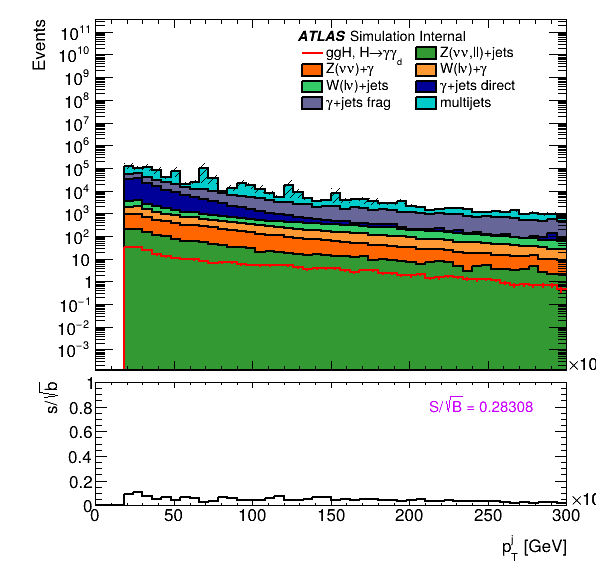 ATLAS Simulation Internal
ggH, H→γγd
Z(νν,ll)+jets
Z(νν)+γ
W(lν)+γ
W(lν)+jets
γ+jets direct
γ+jets frag
multijets
Events
10¹¹
10¹⁰
10⁹
10⁸
10⁷
10⁶
10⁵
10⁴
10³
10²
10
1
10⁻¹
10⁻²
10⁻³
×10
s/√b
1
0.8
0.6
0.4
0.2
0
S/√B = 0.28308
×10
0 50 100 150 200 250 300
p_T^j [GeV]